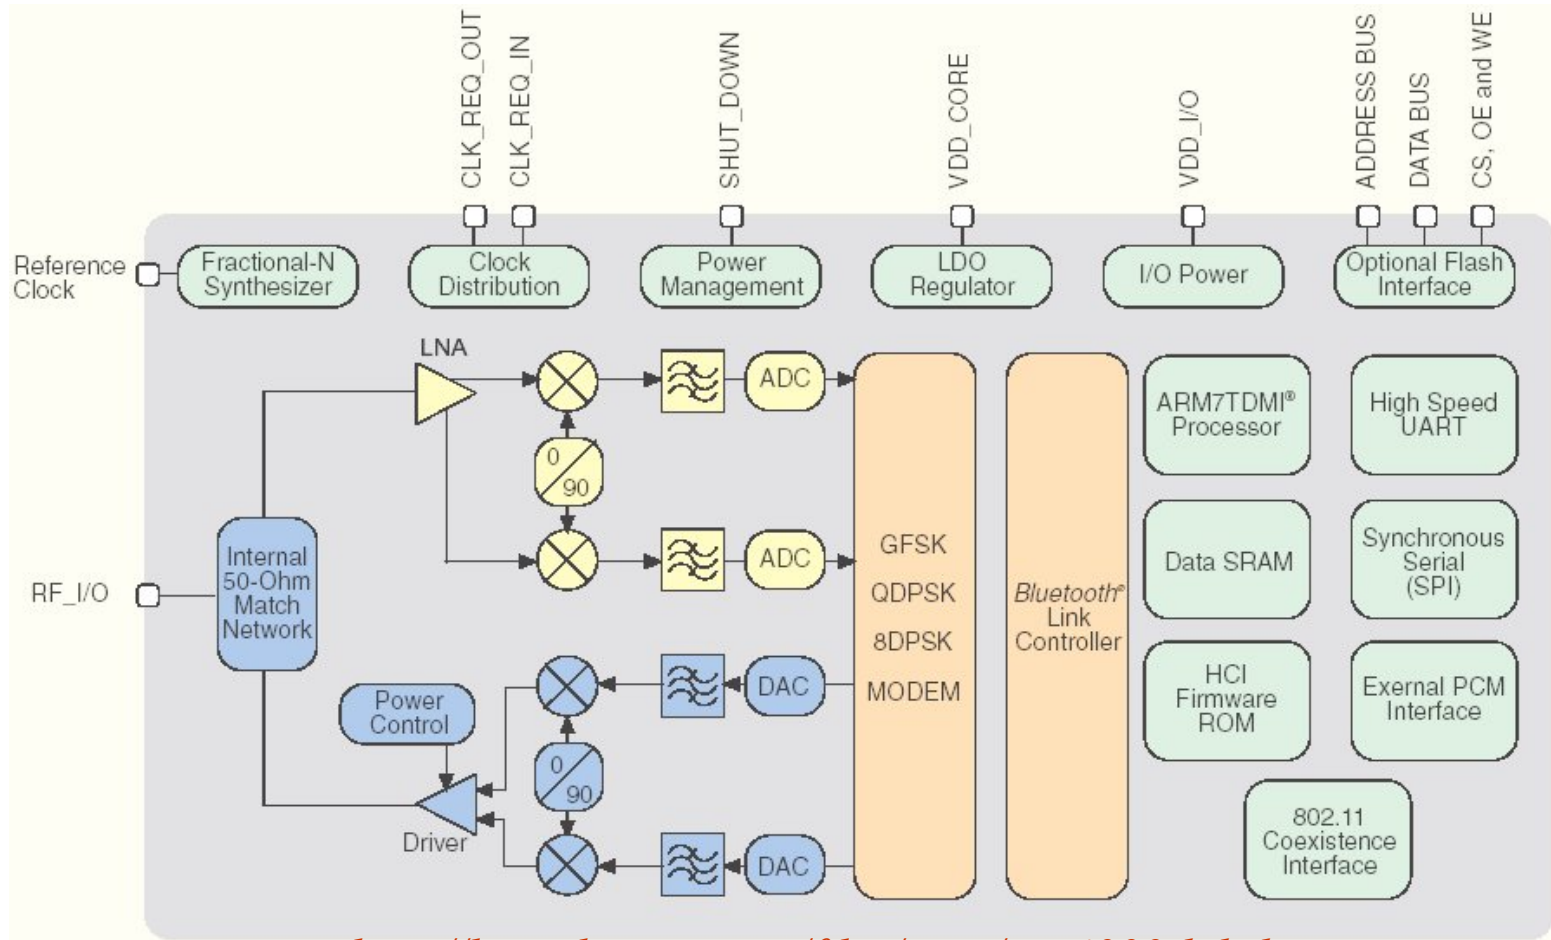 CLK_REQ_OUT
CLK_REQ_IN
SHUT_DOWN
VDD_CORE
VDD_I/O
ADDRESS BUS
DATA BUS
CS, OE and WE
Reference
Clock
Fractional-N
Synthesizer
Clock
Distribution
Power
Management
LDO
Regulator
I/O Power
Optional Flash
Interface
LNA
ADC
0
90
ADC
GFSK
QDPSK
8DPSK
MODEM
Bluetooth®
Link
Controller
ARM7TDMI®
Processor
High Speed
UART
Data SRAM
Synchronous
Serial
(SPI)
HCI
Firmware
ROM
Exernal PCM
Interface
802.11
Coexistence
Interface
RF_I/O
Internal
50-Ohm
Match
Network
Power
Control
Driver
DAC
0
90
DAC